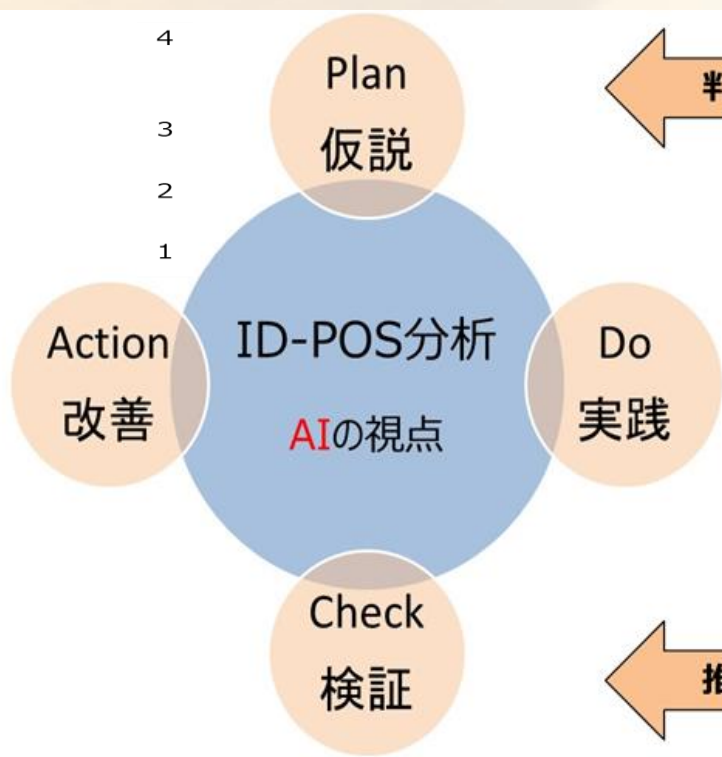 4
3
2
1
Plan
仮説
Action
改善
ID-POS分析
AIの視点
Do
実践
Check
検証